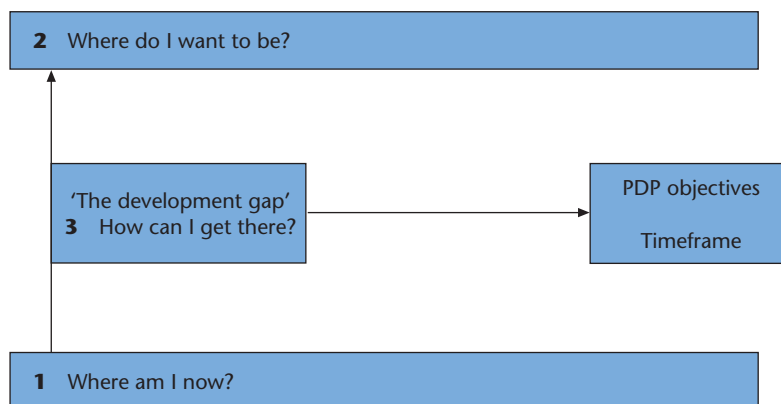 2 Where do I want to be?
‘The development gap’
3 How can I get there?
PDP objectives
Timeframe
1 Where am I now?